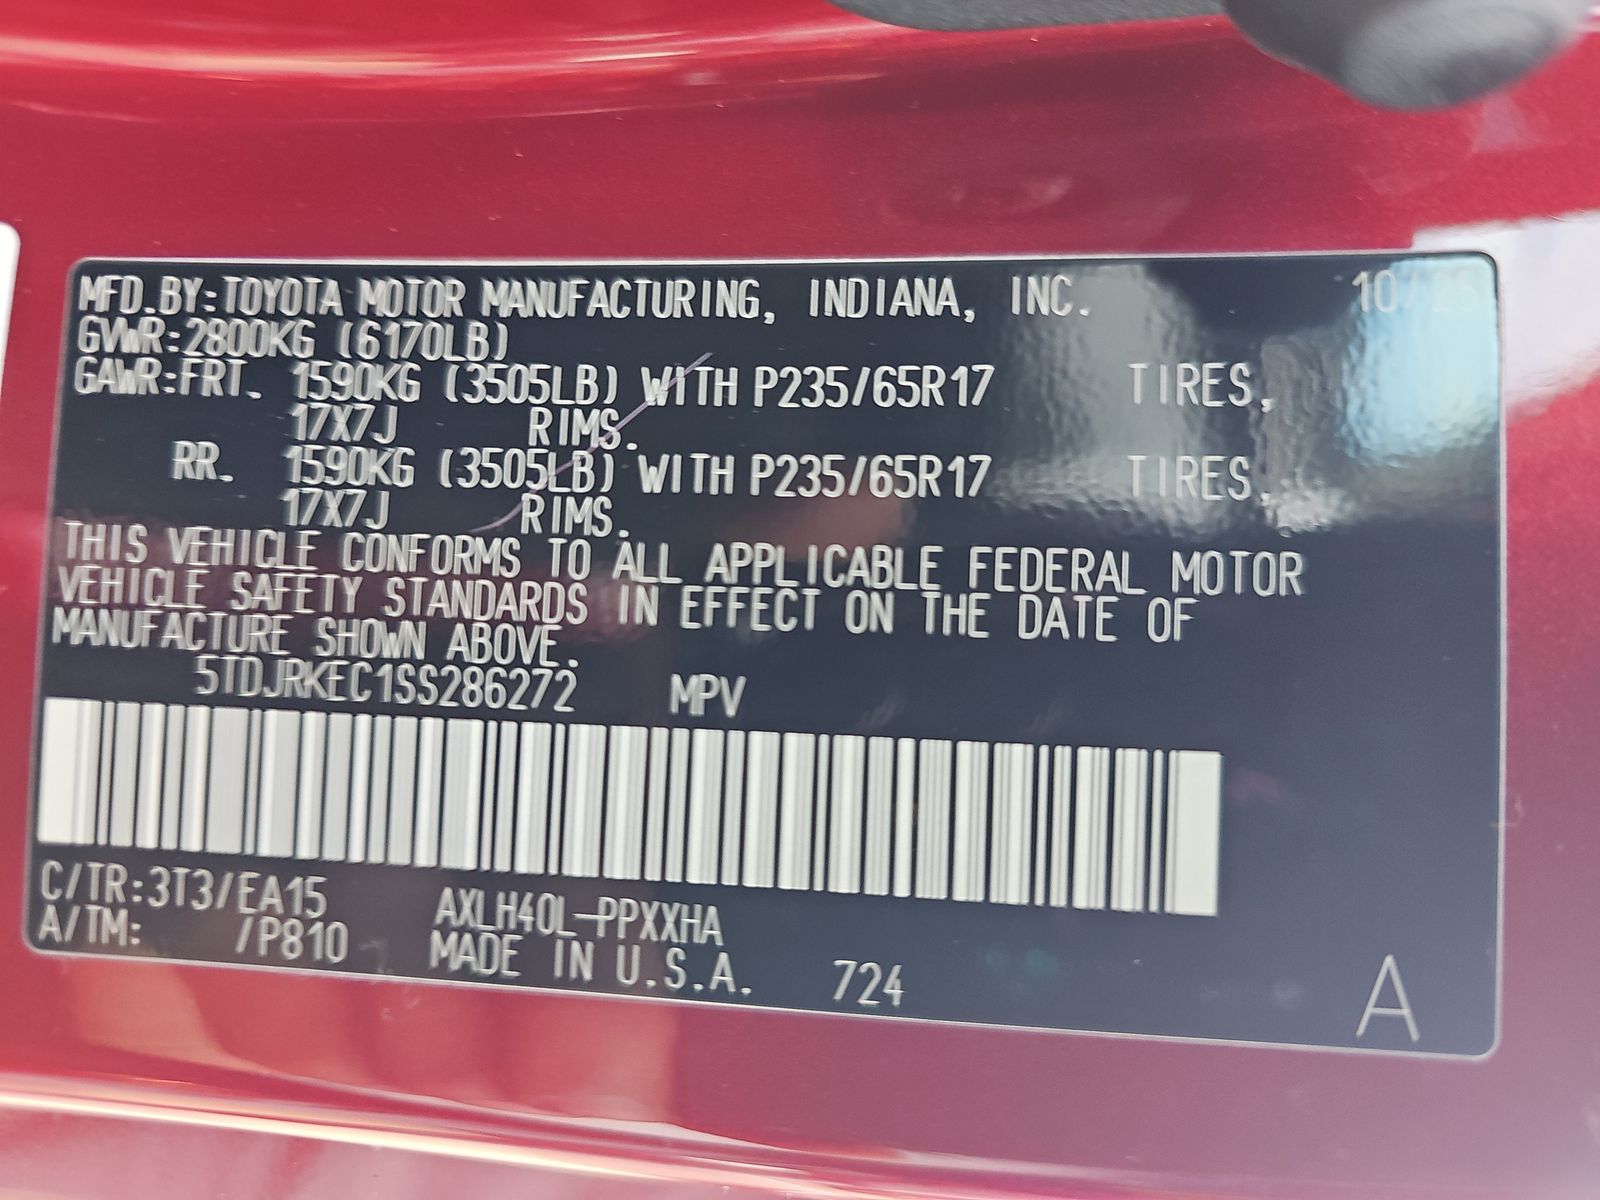 MFD.BY:TOYOTA MOTOR MANUFACTURING, INDIANA, INC. 10/25
GVWR:2800KG (6170LB)
GAWR:FRT. 1590KG (3505LB) WITH P235/65R17 TIRES,
17X7J RIMS.
RR. 1590KG (3505LB) WITH P235/65R17 TIRES,
17X7J RIMS.
THIS VEHICLE CONFORMS TO ALL APPLICABLE FEDERAL MOTOR
VEHICLE SAFETY STANDARDS IN EFFECT ON THE DATE OF
MANUFACTURE SHOWN ABOVE.
5TDJRKEC1SS286272 MPV
C/TR:3T3/EA15 AXLH40L-PPXXHA
A/TM: /P810 MADE IN U.S.A. 724
A